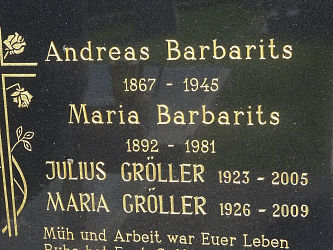 Andreas Barbarits
1867 - 1945
Maria Barbarits
1892 - 1981
JULIUS GRÖLLER 1923 - 2005
MARIA GRÖLLER 1926 - 2009
Müh und Arbeit war Euer Leben